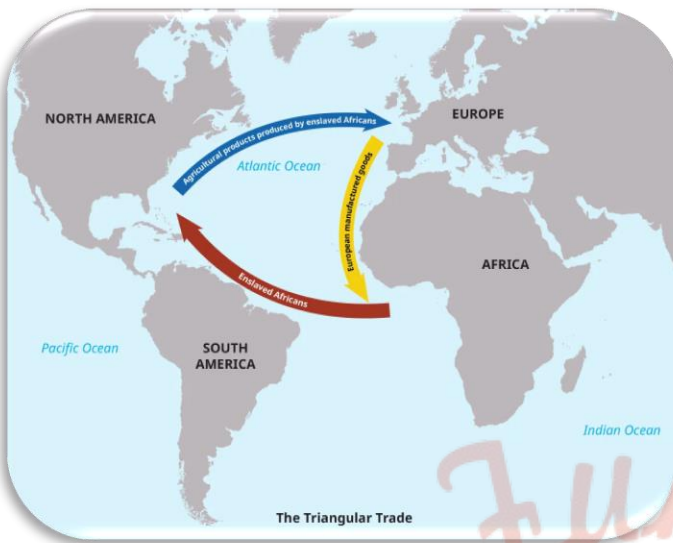 NORTH AMERICA
EUROPE
Agricultural products produced by enslaved Africans
Atlantic Ocean
European manufactured goods
AFRICA
Enslaved Africans
Pacific Ocean
SOUTH
AMERICA
Indian Ocean
The Triangular Trade